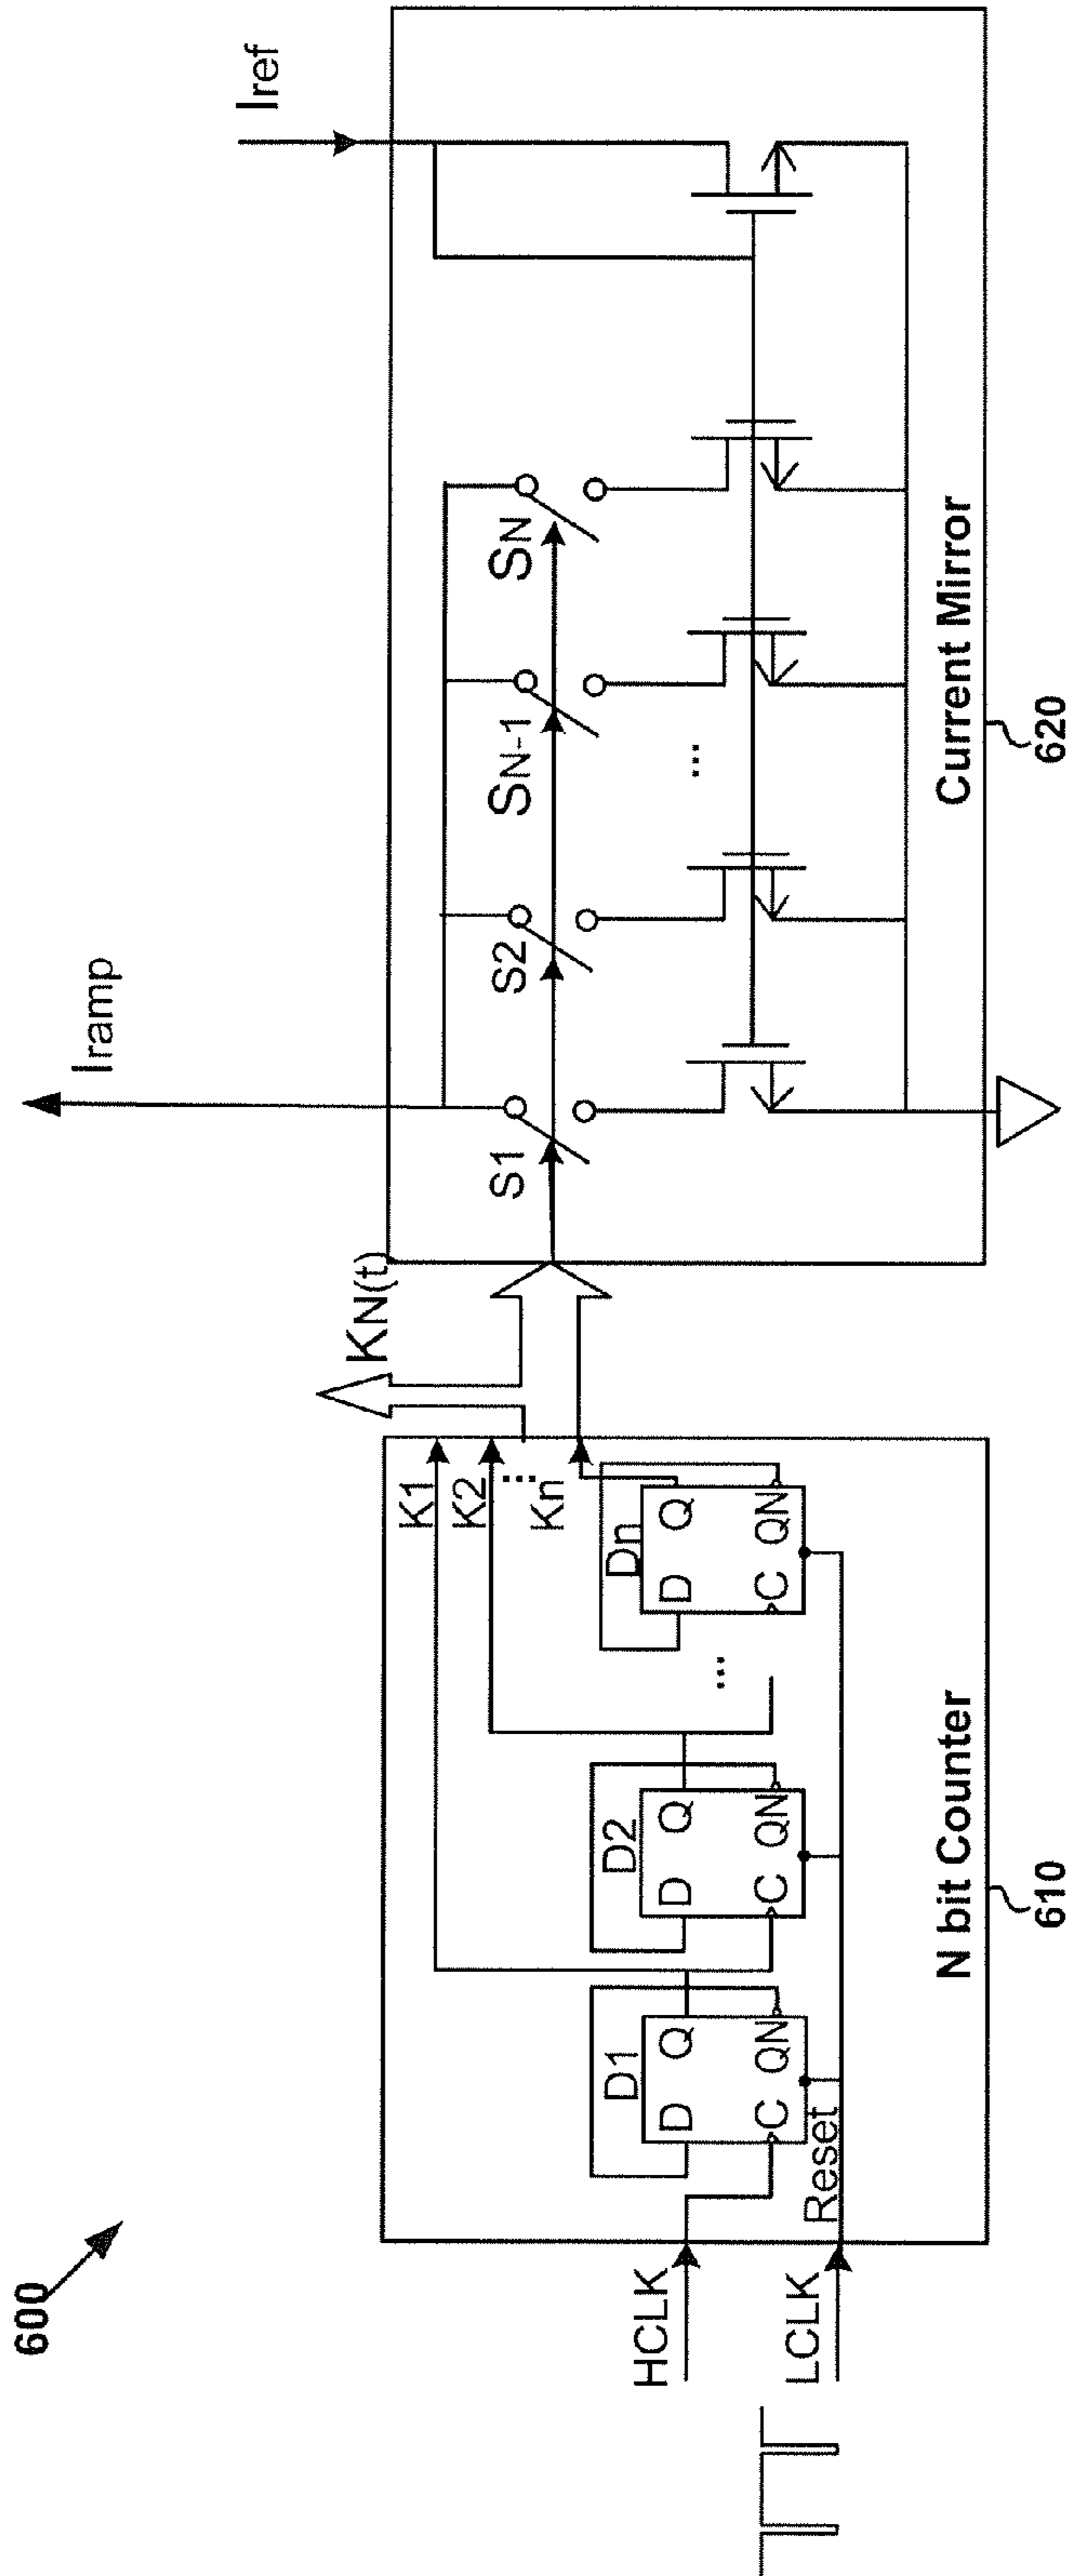 600
HCLK
LCLK
Reset
D1
D
Q
C
QN
D2
D
Q
C
QN
...
Dn
D
Q
C
QN
K1
K2
...
Kn
N bit Counter
610
KN(t)
Iramp
Iref
S1
S2
SN-1
SN
...
Current Mirror
620